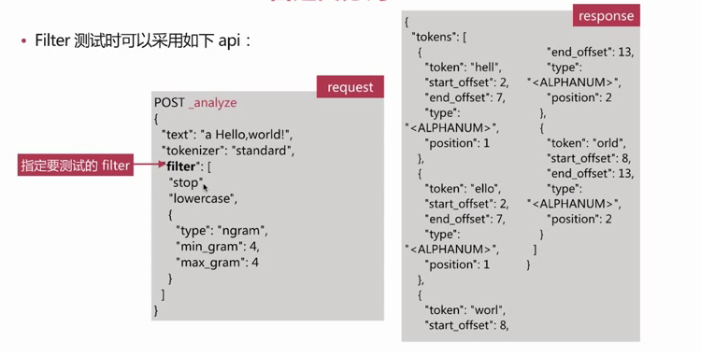 • Filter 测试时可以采用如下 api：
request
POST _analyze
{
"text": "a Hello,world!",
"tokenizer": "standard",
"filter": [
"stop",
"lowercase",
{
"type": "ngram",
"min_gram": 4,
"max_gram": 4
}
]
}
指定要测试的 filter
response
{
"tokens": [
{
"token": "hell",
"start_offset": 2,
"end_offset": 7,
"type":
"<ALPHANUM>",
"position": 1
},
{
"token": "ello",
"start_offset": 2,
"end_offset": 7,
"type":
"<ALPHANUM>",
"position": 1
},
{
"token": "worl",
"start_offset": 8,
"end_offset": 13,
"type":
"<ALPHANUM>",
"position": 2
},
{
"token": "orld",
"start_offset": 8,
"end_offset": 13,
"type":
"<ALPHANUM>",
"position": 2
}
]
}